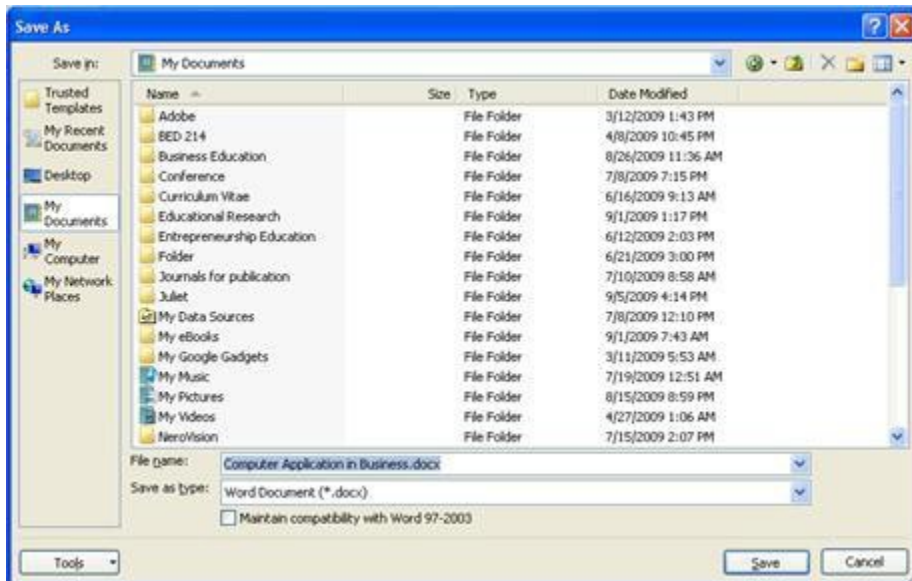 Save As
Save in:
My Documents
Trusted Templates
My Recent Documents
Desktop
My Documents
My Computer
My Network Places
Name Size Type Date Modified
Adobe File Folder 3/12/2009 1:43 PM
BED 214 File Folder 4/8/2009 10:45 PM
Business Education File Folder 8/26/2009 11:36 AM
Conference File Folder 7/8/2009 7:15 PM
Curriculum Vitae File Folder 6/16/2009 9:13 AM
Educational Research File Folder 9/1/2009 1:17 PM
Entrepreneurship Education File Folder 6/12/2009 2:03 PM
Folder File Folder 6/21/2009 3:00 PM
Journals for publication File Folder 7/10/2009 8:58 AM
Juliet File Folder 9/5/2009 4:14 PM
My Data Sources File Folder 7/8/2009 12:10 PM
My eBooks File Folder 9/1/2009 7:43 AM
My Google Gadgets File Folder 3/11/2009 5:53 AM
My Music File Folder 7/19/2009 12:51 AM
My Pictures File Folder 8/15/2009 8:59 PM
My Videos File Folder 4/27/2009 1:06 AM
NeroVision File Folder 7/15/2009 2:07 PM
File name: Computer Application in Business.docx
Save as type: Word Document (*.docx)
Maintain compatibility with Word 97-2003
Tools Save Cancel